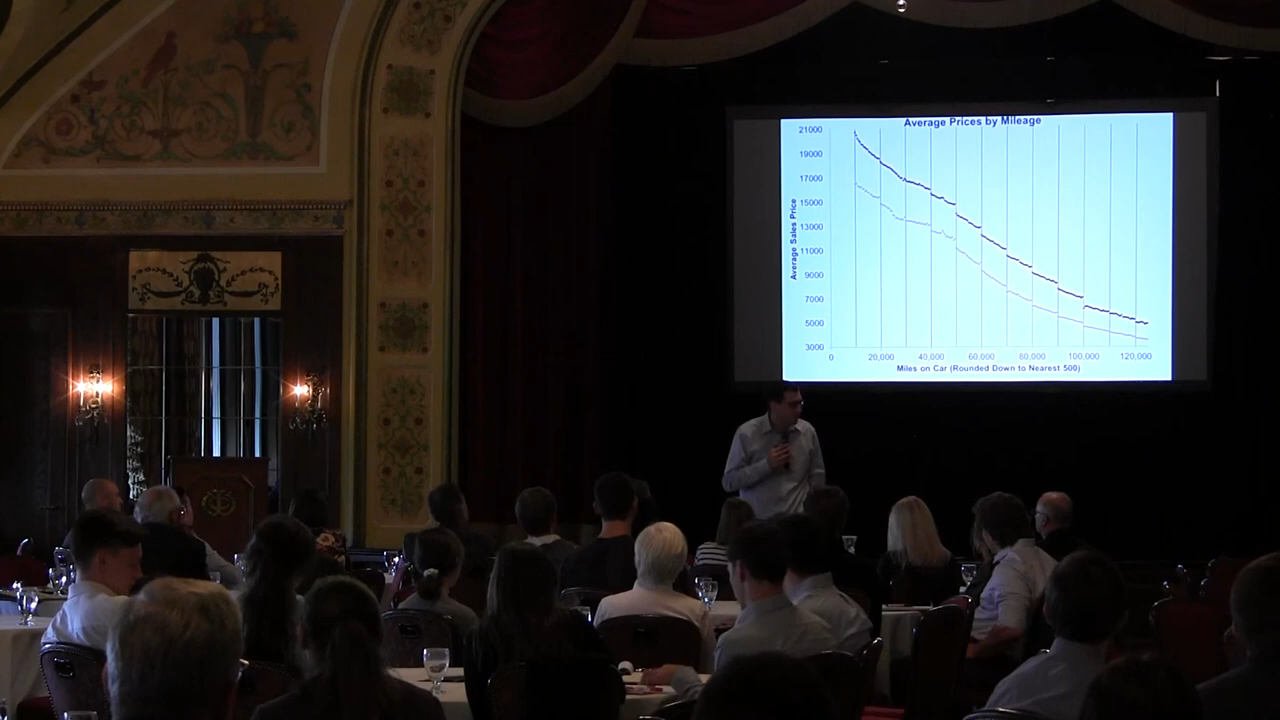 Average Prices by Mileage
21000
19000
17000
15000
13000
11000
9000
7000
5000
3000
Average Sales Price
0 20,000 40,000 60,000 80,000 100,000 120,000
Miles on Car (Rounded Down to Nearest 500)